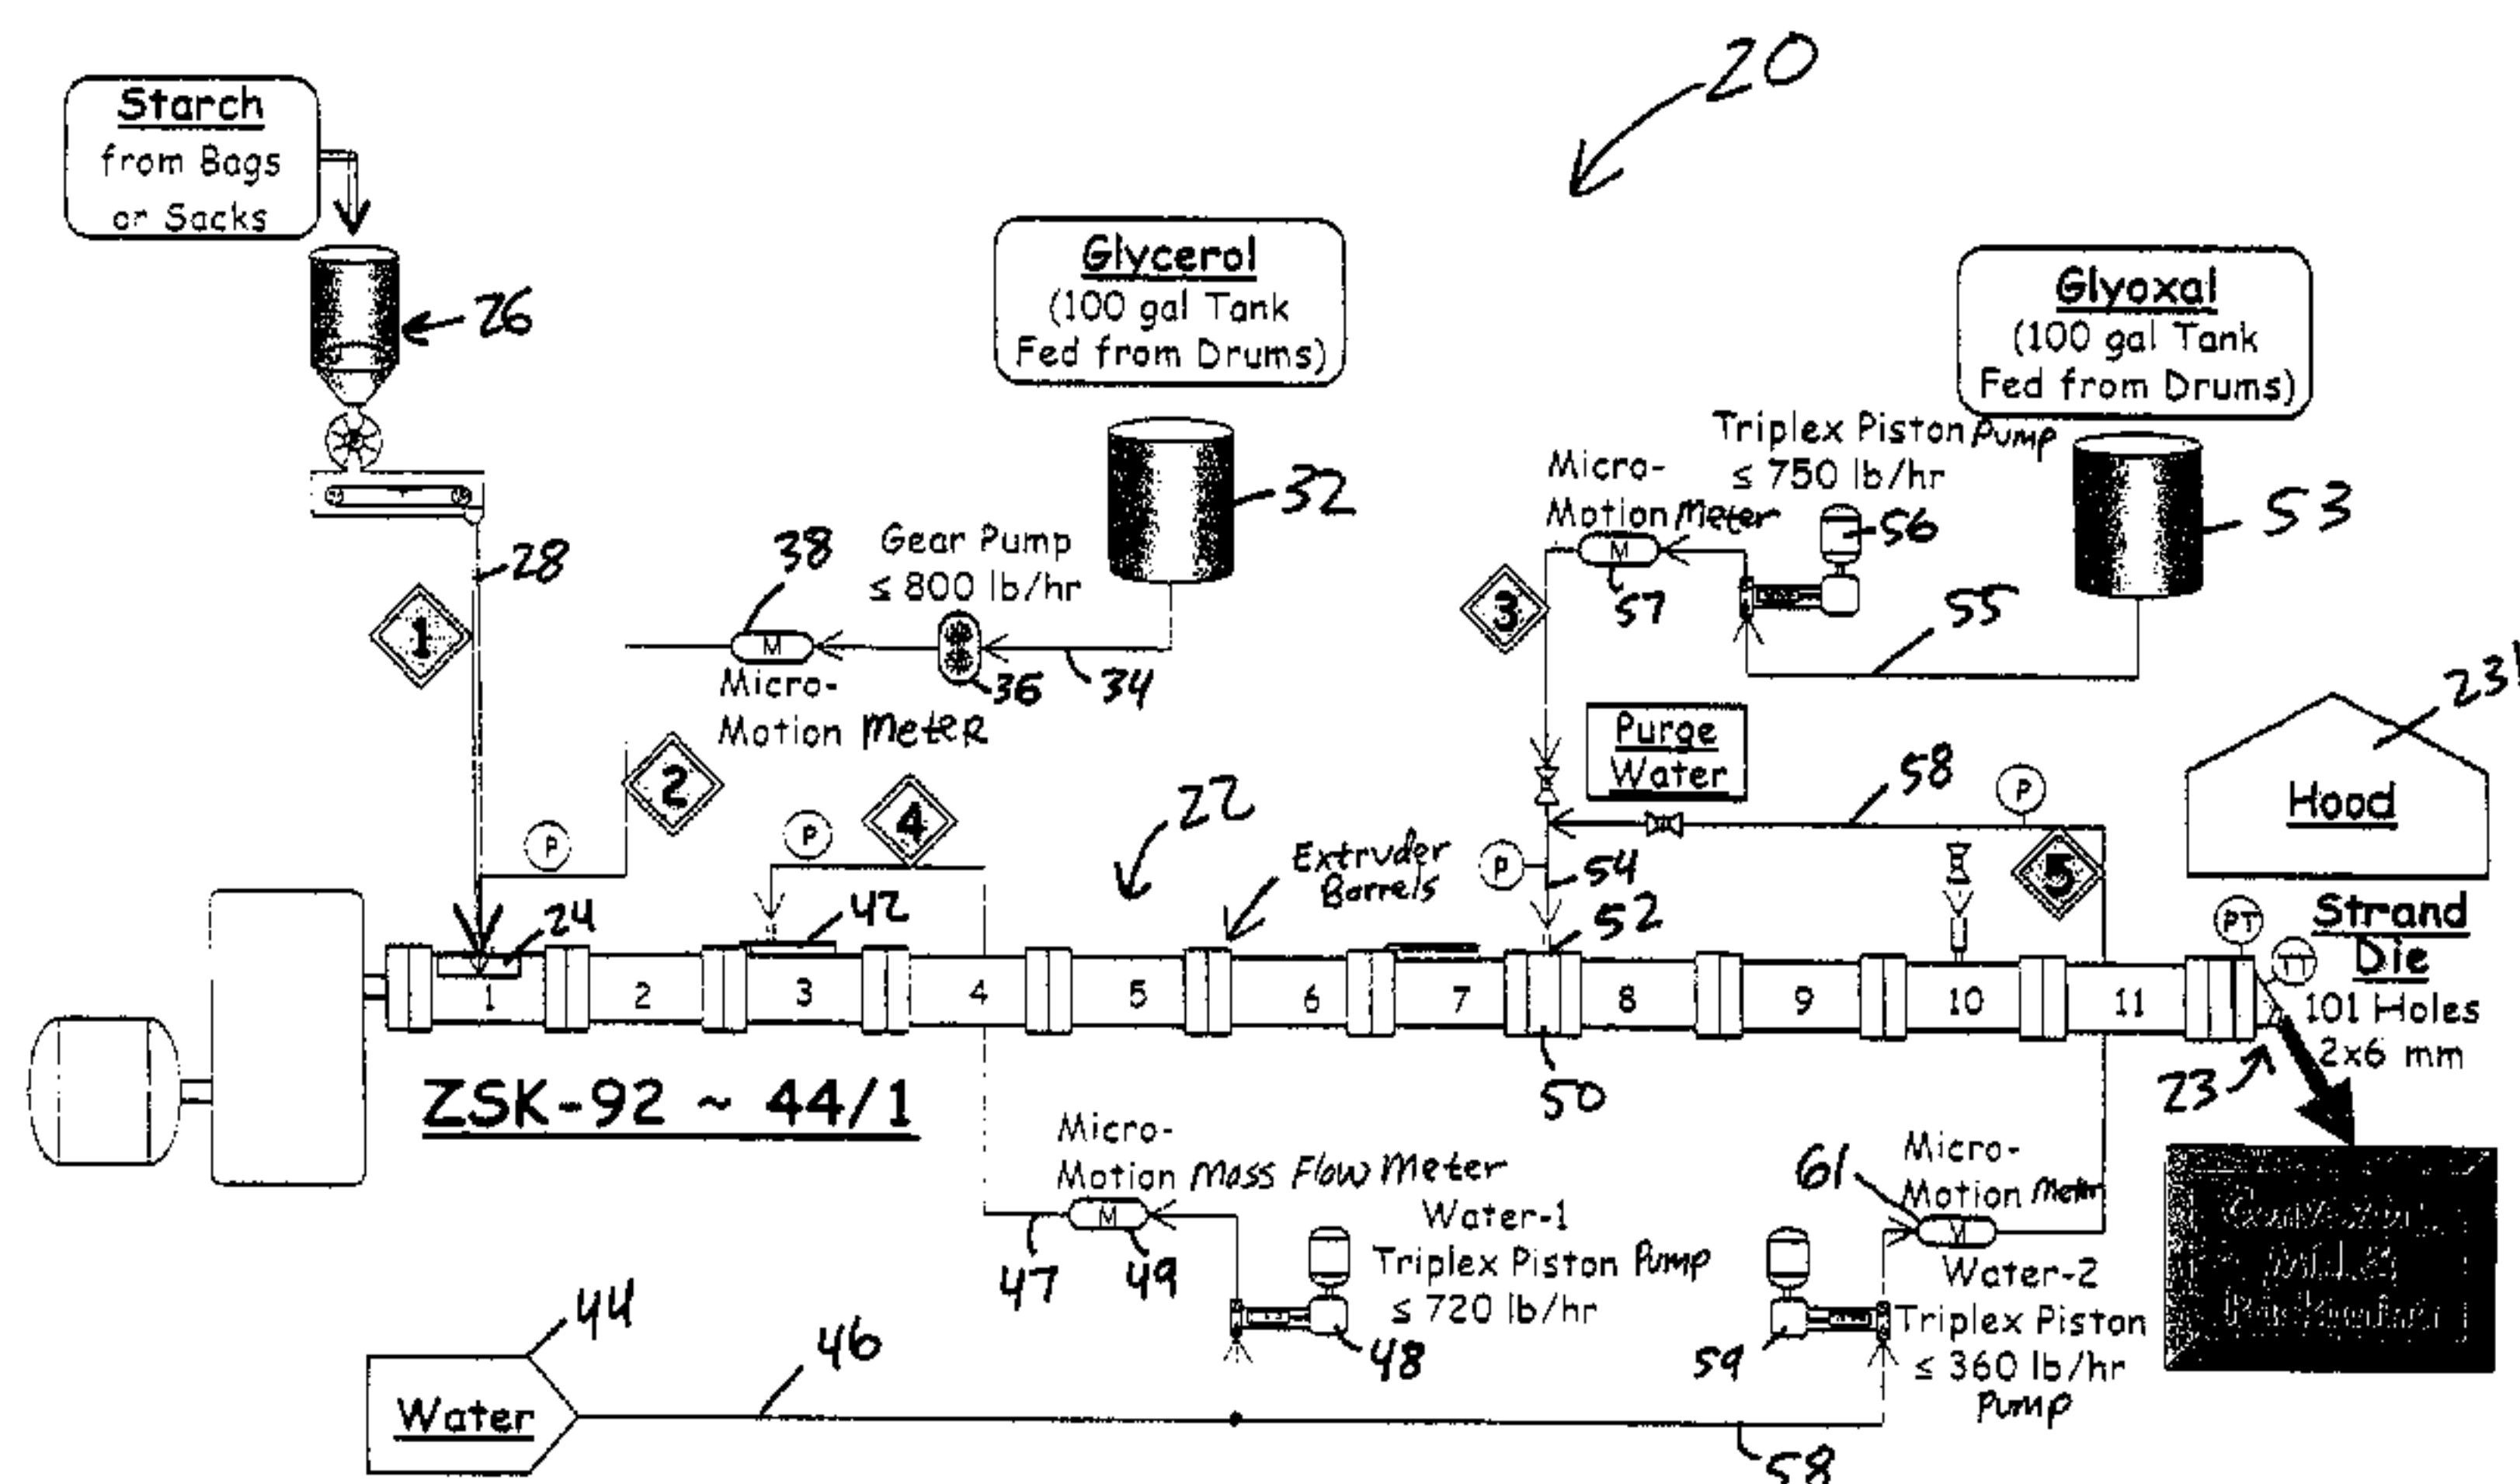 20
Starch
from Bags
or Sacks
26
Glycerol
(100 gal Tank
Fed from Drums)
32
Glyoxal
(100 gal Tank
Fed from Drums)
53
Triplex Piston Pump
≤ 750 lb/hr
Micro-
Motion Meter
M
56
57
55
28
38
Gear Pump
≤ 800 lb/hr
M
36
34
Micro-
Motion Meter
1
2
3
4
5
P
P
P
P
22
Extruder
Barrels
Purge
Water
58
54
52
23'
Hood
24
42
PT
TT
Strand
Die
101 Holes
2x6 mm
23
1 2 3 4 5 6 7 8 9 10 11
50
ZSK-92 ~ 44/1
Micro-
Motion Mass Flow Meter
M
47
49
Water-1
Triplex Piston Pump
≤ 720 lb/hr
48
61
Micro-
Motion Meter
M
Water-2
Triplex Piston
≤ 360 lb/hr
Pump
59
44
46
Water
58